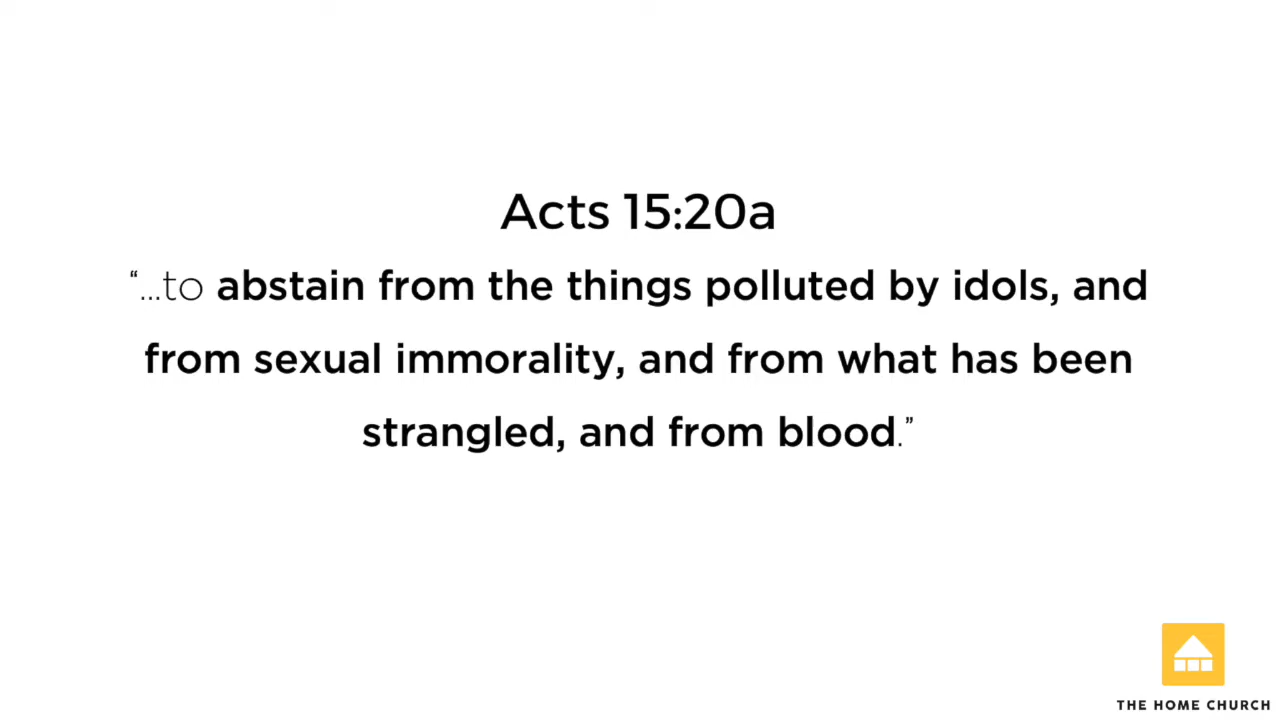 Acts 15:20a
“...to abstain from the things polluted by idols, and
from sexual immorality, and from what has been
strangled, and from blood.”
THE HOME CHURCH